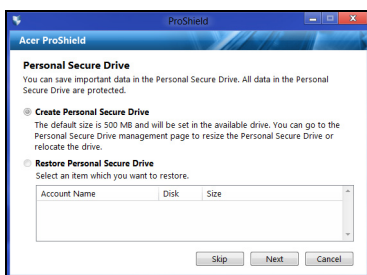 ProShield
Acer ProShield
Personal Secure Drive
You can save important data in the Personal Secure Drive. All data in the Personal
Secure Drive are protected.
Create Personal Secure Drive
The default size is 500 MB and will be set in the available drive. You can go to the
Personal Secure Drive management page to resize the Personal Secure Drive or
relocate the drive.
Restore Personal Secure Drive
Select an item which you want to restore.
Account Name Disk Size
Skip Next Cancel